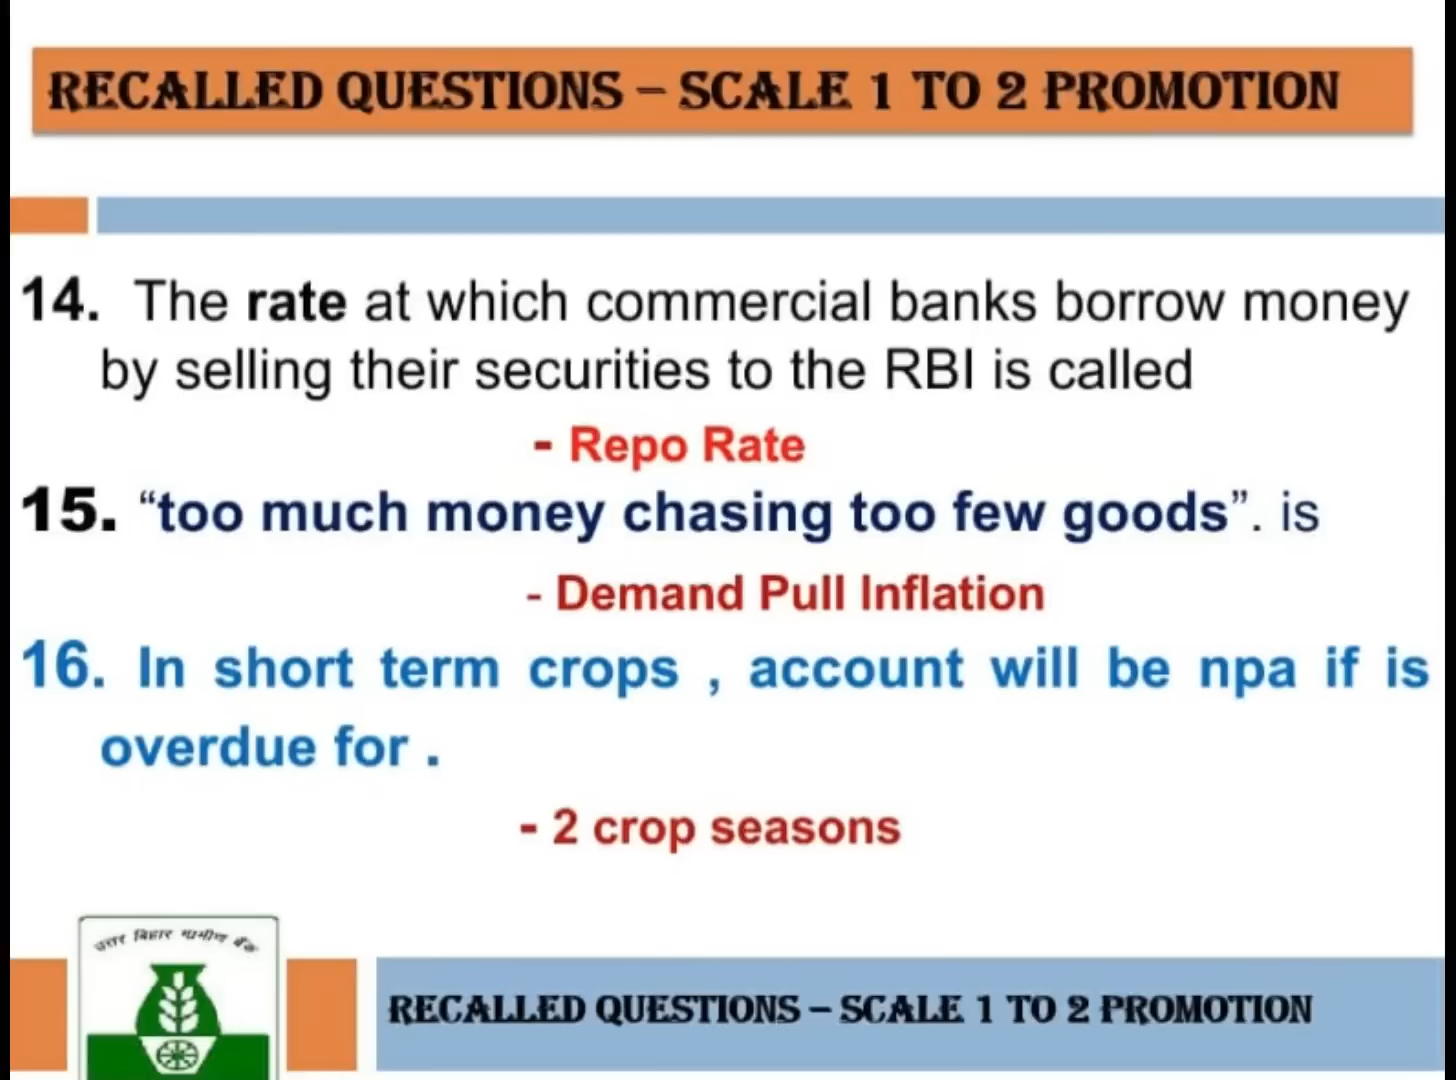 RECALLED QUESTIONS – SCALE 1 TO 2 PROMOTION
14. The rate at which commercial banks borrow money
by selling their securities to the RBI is called
- Repo Rate
15. “too much money chasing too few goods”. is
- Demand Pull Inflation
16. In short term crops , account will be npa if is
overdue for .
- 2 crop seasons
उत्तर बिहार ग्रामीण बैंक
RECALLED QUESTIONS – SCALE 1 TO 2 PROMOTION